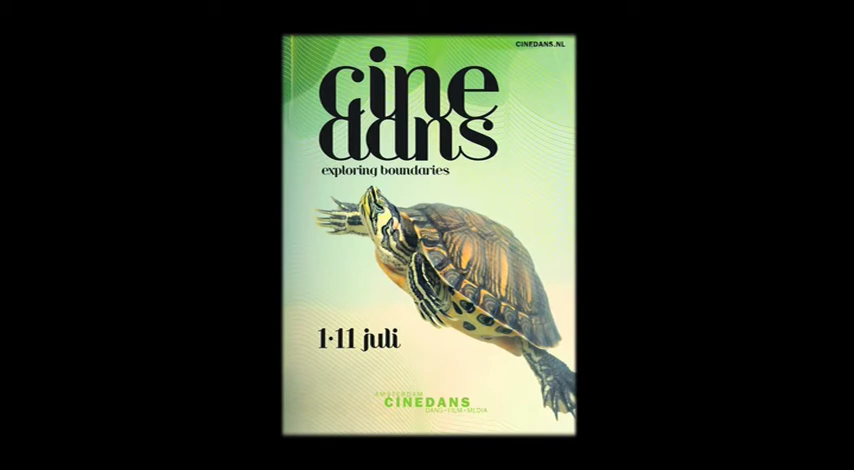 CINEDANS.NL
cine
dans
exploring boundaries
1•11 juli
AMSTERDAM
CINEDANS
DANS•FILM•MEDIA